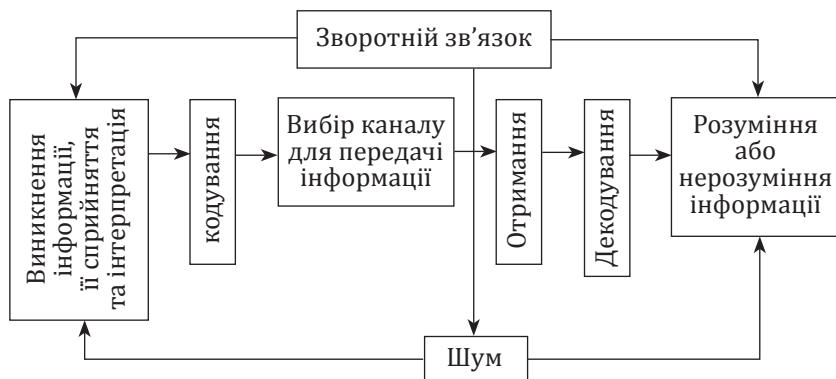 Зворотній зв’язок
Виникнення
інформації,
її сприйняття
та інтерпретація
кодування
Вибір каналу
для передачі
інформації
Отримання
Декодування
Розуміння
або
нерозуміння
інформації
Шум